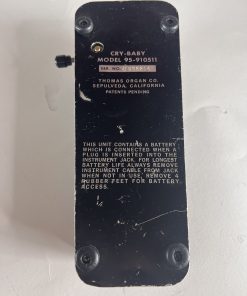 CRY-BABY
MODEL 95-910511
SER. NO.
THOMAS ORGAN CO.
SEPULVEDA, CALIFORNIA
PATENTS PENDING
THIS UNIT CONTAINS A BATTERY
WHICH IS CONNECTED WHEN A
PLUG IS INSERTED INTO THE
INSTRUMENT JACK. FOR LONGEST
BATTERY LIFE ALWAYS REMOVE
INSTRUMENT CABLE FROM JACK
WHEN NOT IN USE, REMOVE 4
RUBBER FEET FOR BATTERY
ACCESS.